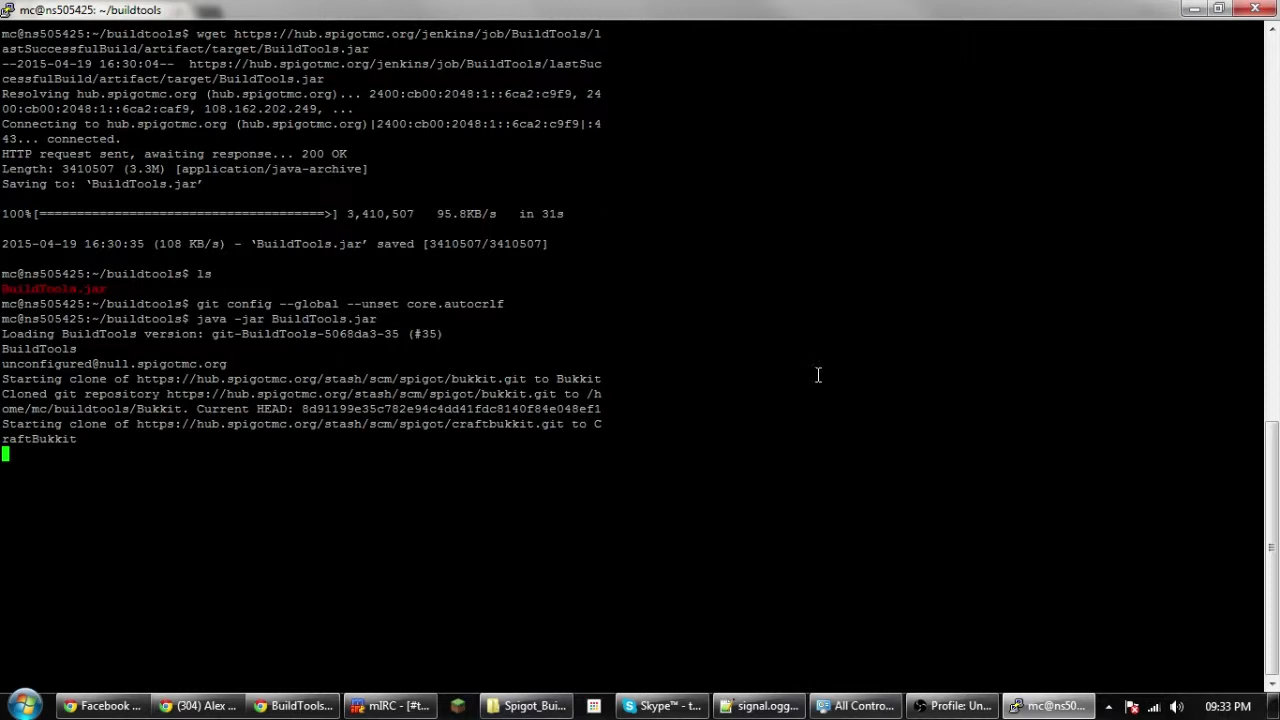 mc@ns505425: ~/buildtools
mc@ns505425:~/buildtools$ wget https://hub.spigotmc.org/jenkins/job/BuildTools/l
astSuccessfulBuild/artifact/target/BuildTools.jar
--2015-04-19 16:30:04--  https://hub.spigotmc.org/jenkins/job/BuildTools/lastSuc
cessfulBuild/artifact/target/BuildTools.jar
Resolving hub.spigotmc.org (hub.spigotmc.org)... 2400:cb00:2048:1::6ca2:c9f9, 24
00:cb00:2048:1::6ca2:caf9, 108.162.202.249, ...
Connecting to hub.spigotmc.org (hub.spigotmc.org)|2400:cb00:2048:1::6ca2:c9f9|:4
43... connected.
HTTP request sent, awaiting response... 200 OK
Length: 3410507 (3.3M) [application/java-archive]
Saving to: ‘BuildTools.jar’
100%[======================================>] 3,410,507   95.8KB/s   in 31s
2015-04-19 16:30:35 (108 KB/s) - ‘BuildTools.jar’ saved [3410507/3410507]
mc@ns505425:~/buildtools$ ls
BuildTools.jar
mc@ns505425:~/buildtools$ git config --global --unset core.autocrlf
mc@ns505425:~/buildtools$ java -jar BuildTools.jar
Loading BuildTools version: git-BuildTools-5068da3-35 (#35)
BuildTools
unconfigured@null.spigotmc.org
Starting clone of https://hub.spigotmc.org/stash/scm/spigot/bukkit.git to Bukkit
Cloned git repository https://hub.spigotmc.org/stash/scm/spigot/bukkit.git to /h
ome/mc/buildtools/Bukkit. Current HEAD: 8d91199e35c782e94c4dd41fdc8140f84e048ef1
Starting clone of https://hub.spigotmc.org/stash/scm/spigot/craftbukkit.git to C
raftBukkit
Facebook ... (304) Alex ... BuildTools... mIRC - [#t... Spigot_Bui... Skype™ - t... signal.ogg... All Contro... Profile: Un... mc@ns50... 09:33 PM